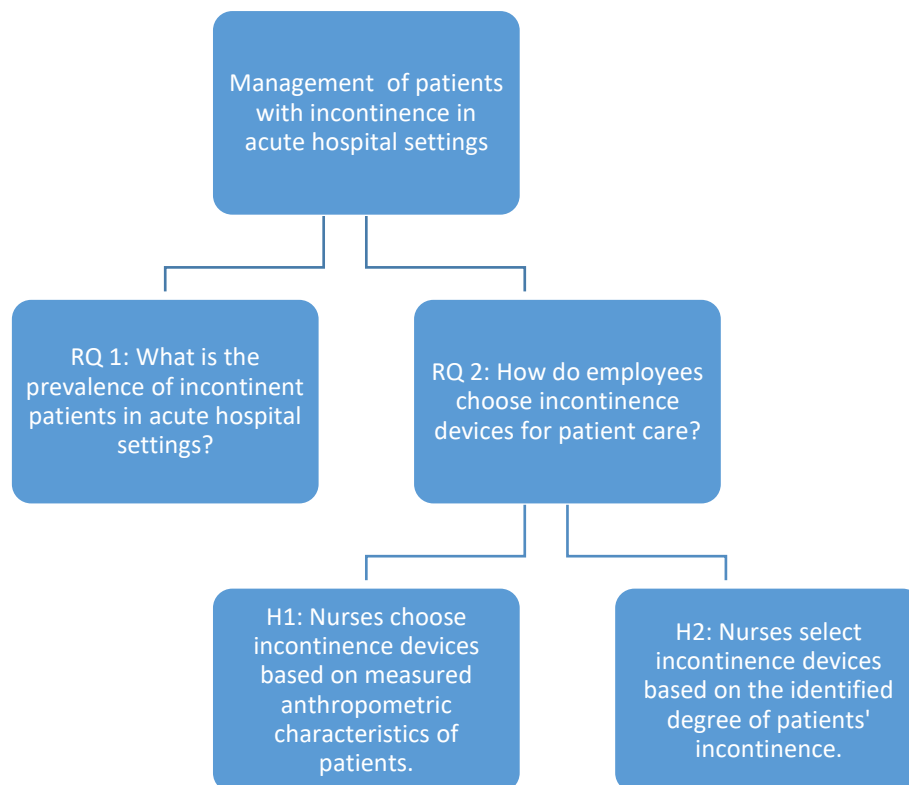 Management  of patients
with incontinence in
acute hospital settings
RQ 1: What is the
prevalence of incontinent
patients in acute hospital
settings?
RQ 2: How do employees
choose incontinence
devices for patient care?
H1: Nurses choose
incontinence devices
based on measured
anthropometric
characteristics of
patients.
H2: Nurses select
incontinence devices
based on the identified
degree of patients'
incontinence.